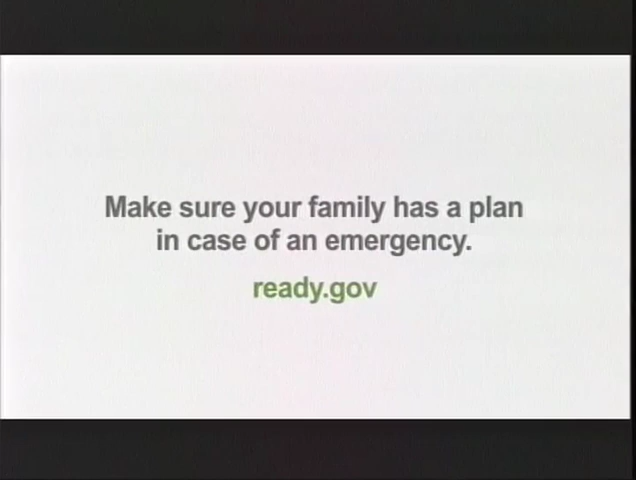 Make sure your family has a plan
in case of an emergency.
ready.gov